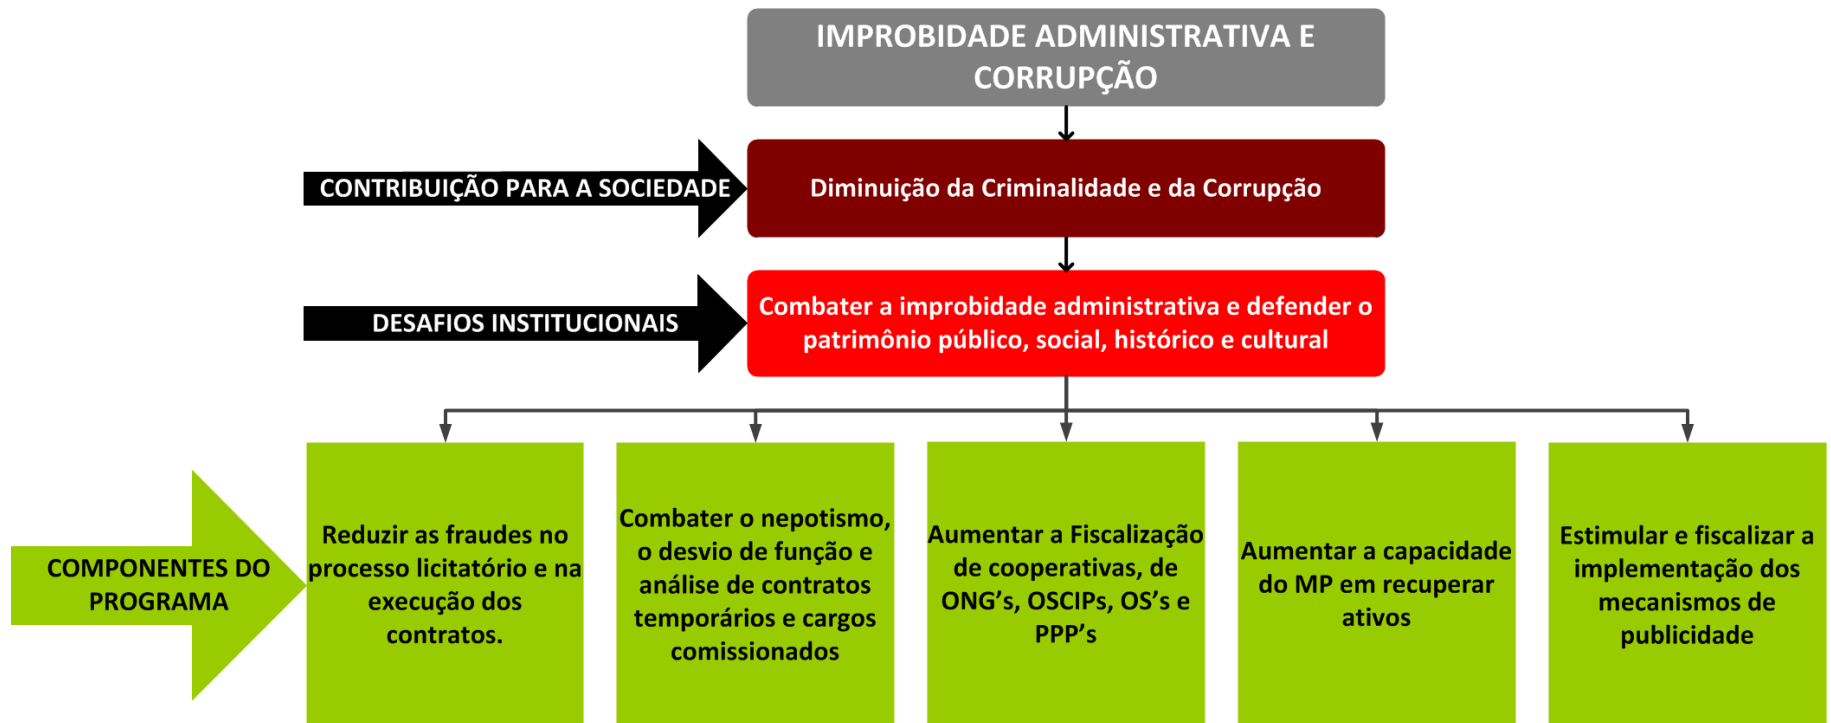 IMPROBIDADE ADMINISTRATIVA E
CORRUPÇÃO
CONTRIBUIÇÃO PARA A SOCIEDADE
Diminuição da Criminalidade e da Corrupção
DESAFIOS INSTITUCIONAIS
Combater a improbidade administrativa e defender o
patrimônio público, social, histórico e cultural
COMPONENTES DO
PROGRAMA
Reduzir as fraudes no
processo licitatório e na
execução dos
contratos.
Combater o nepotismo,
o desvio de função e
análise de contratos
temporários e cargos
comissionados
Aumentar a Fiscalização
de cooperativas, de
ONG’s, OSCIPs, OS’s e
PPP’s
Aumentar a capacidade
do MP em recuperar
ativos
Estimular e fiscalizar a
implementação dos
mecanismos de
publicidade